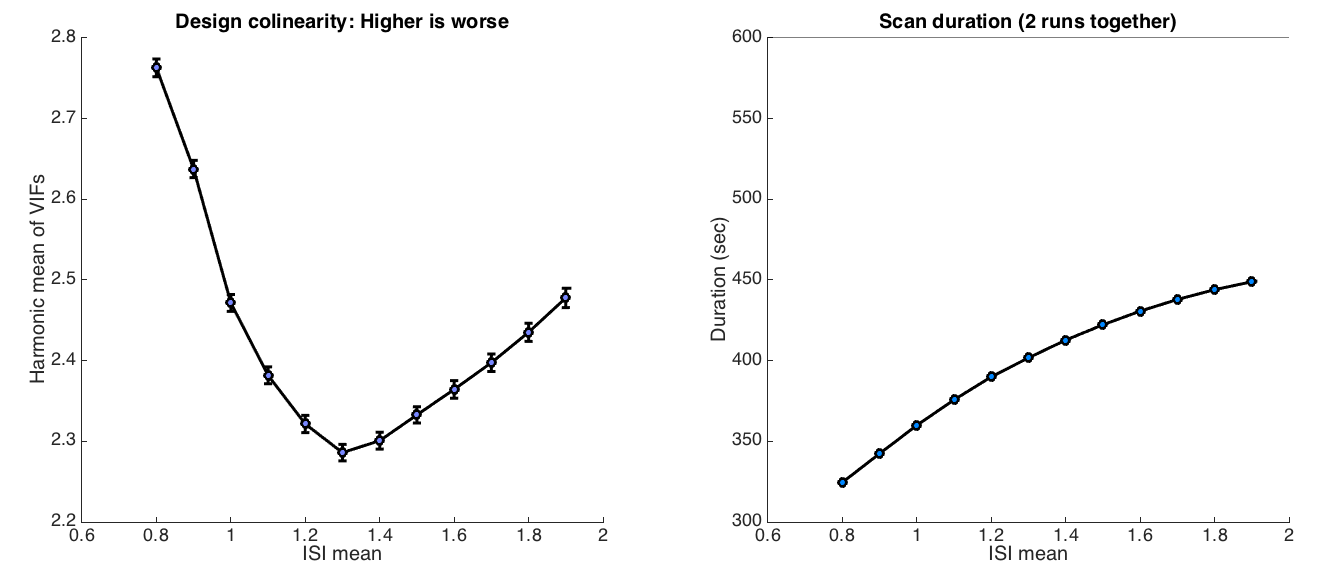 Design colinearity: Higher is worse
Harmonic mean of VIFs
2.8
2.7
2.6
2.5
2.4
2.3
2.2
0.6 0.8 1 1.2 1.4 1.6 1.8 2
ISI mean
Scan duration (2 runs together)
Duration (sec)
600
550
500
450
400
350
300
0.6 0.8 1 1.2 1.4 1.6 1.8 2
ISI mean